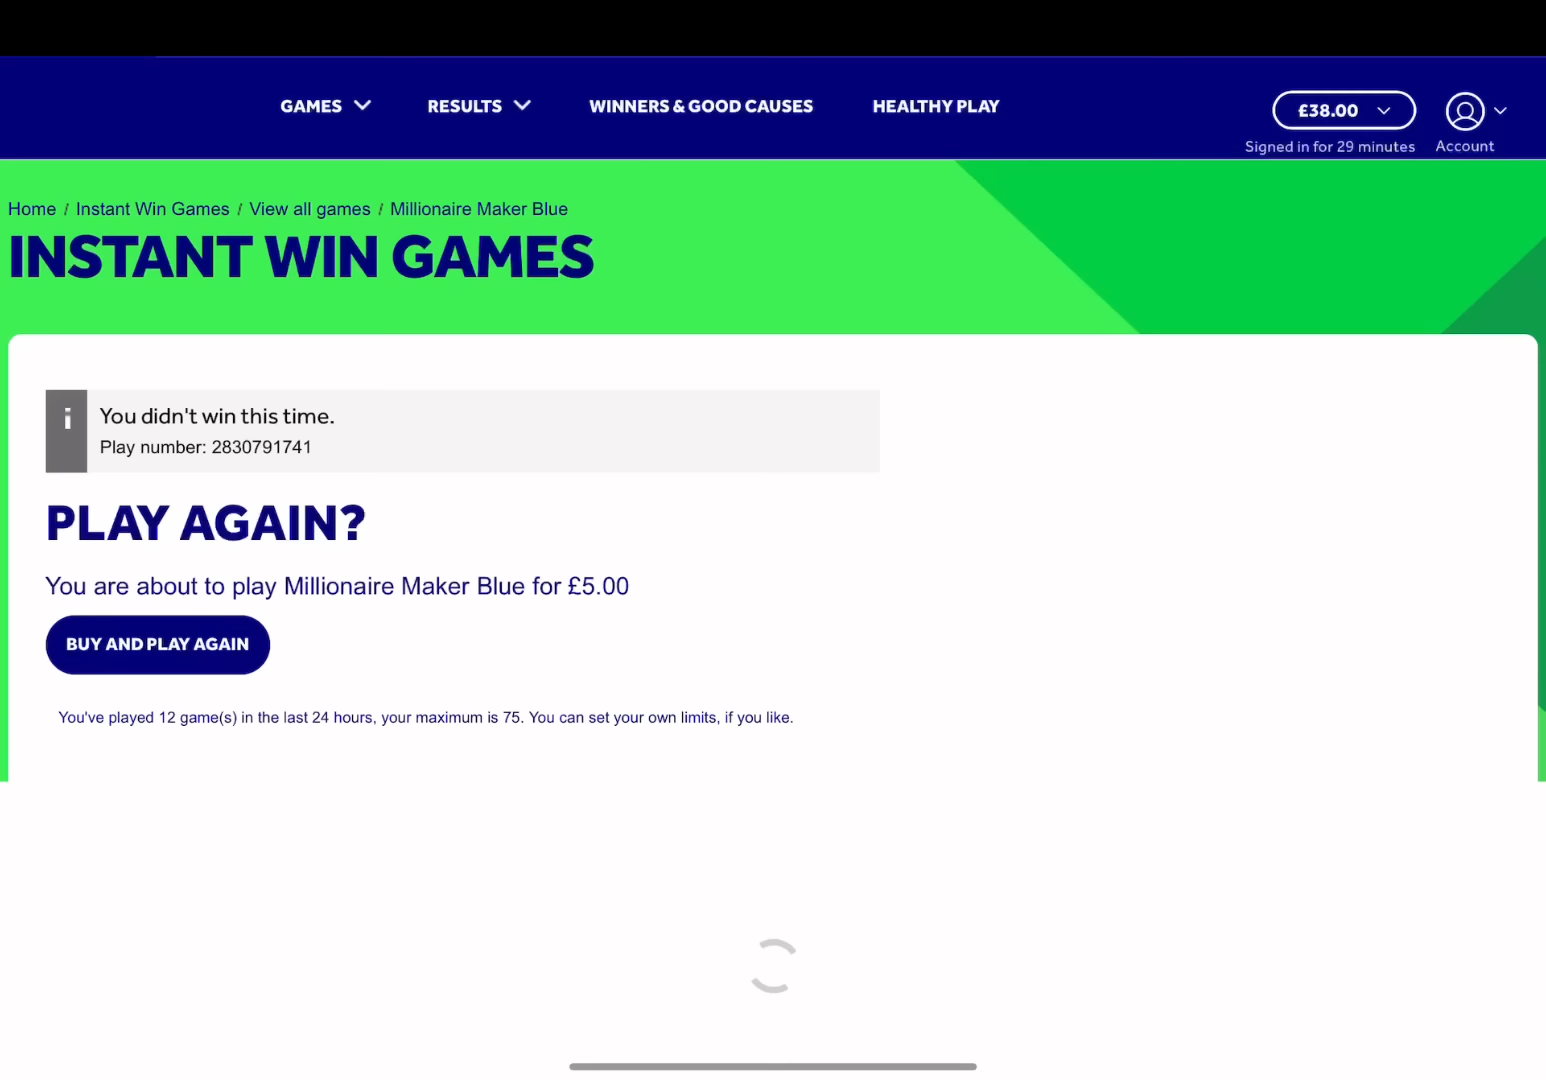 GAMES RESULTS WINNERS & GOOD CAUSES HEALTHY PLAY £38.00
Signed in for 29 minutes Account
Home / Instant Win Games / View all games / Millionaire Maker Blue
INSTANT WIN GAMES
i You didn't win this time.
Play number: 2830791741
PLAY AGAIN?
You are about to play Millionaire Maker Blue for £5.00
BUY AND PLAY AGAIN
You've played 12 game(s) in the last 24 hours, your maximum is 75. You can set your own limits, if you like.